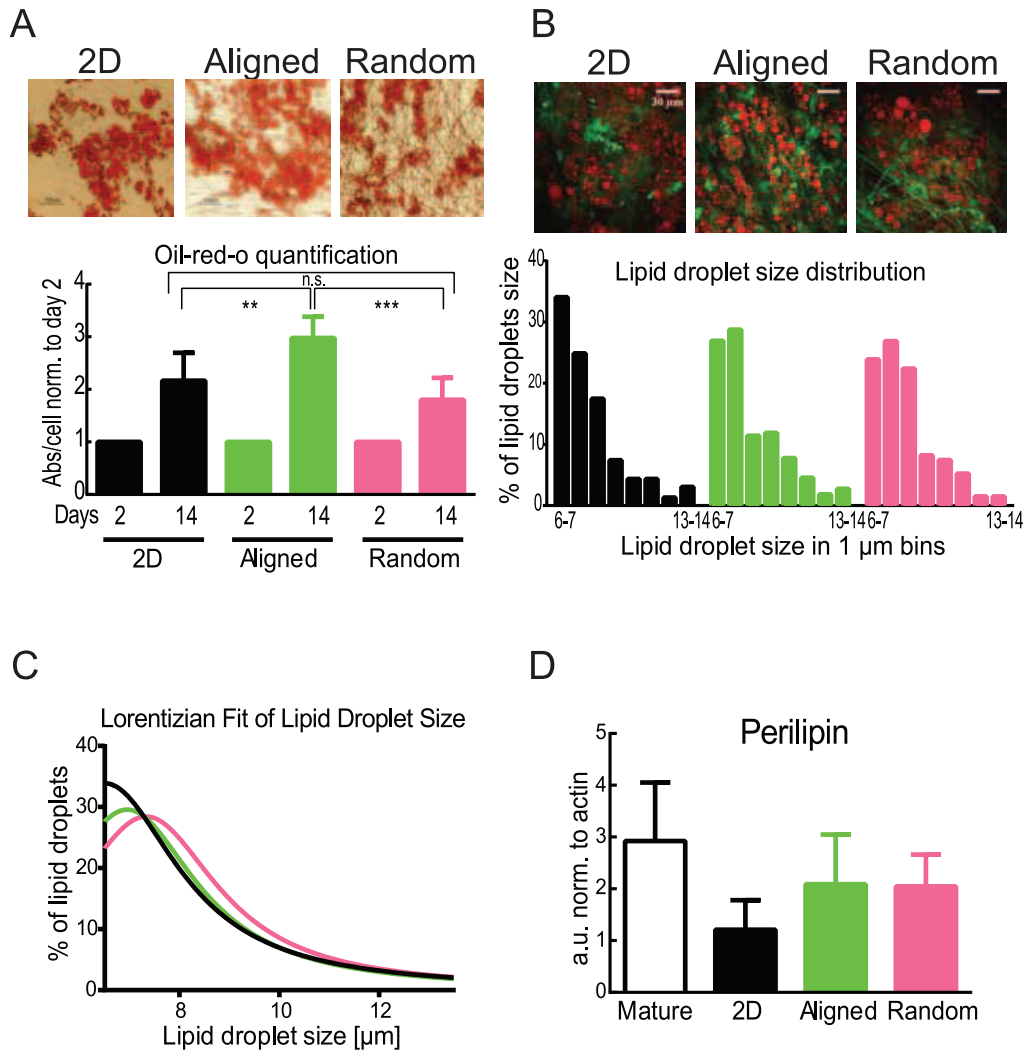 A
2D Aligned Random
Oil-red-o quantification
n.s.
** ***
Abs/cell norm. to day 2
4
3
2
1
0
Days 2 14 2 14 2 14
2D Aligned Random
B
2D Aligned Random
30 µm
Lipid droplet size distribution
% of lipid droplets size
40
30
20
10
0
6-7 13-14 6-7 13-14 6-7 13-14
Lipid droplet size in 1 µm bins
C
Lorentizian Fit of Lipid Droplet Size
% of lipid droplets
40
30
20
10
0
8 10 12
Lipid droplet size [µm]
D
Perilipin
a.u. norm. to actin
5
4
3
2
1
0
Mature 2D Aligned Random